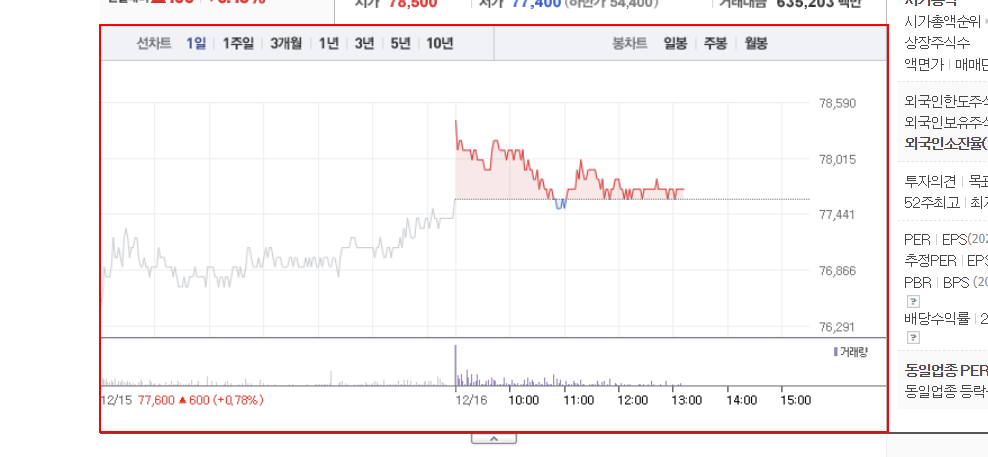 시가 78,500 저가 77,400 (하한가 54,400) 거래대금 635,203 백만
시가총액순위
상장주식수
액면가 매매단
외국인한도주식
외국인보유주식
외국인소진율(
투자의견 목표
52주최고 최저
PER EPS(20
추정PER EPS
PBR BPS (20
?
배당수익률 2
?
동일업종 PER
동일업종 등락
선차트 1일 1주일 3개월 1년 3년 5년 10년
봉차트 일봉 주봉 월봉
78,590
78,015
77,441
76,866
76,291
거래량
12/15 77,600 ▲600 (+0,78%)
12/16 10:00 11:00 12:00 13:00 14:00 15:00